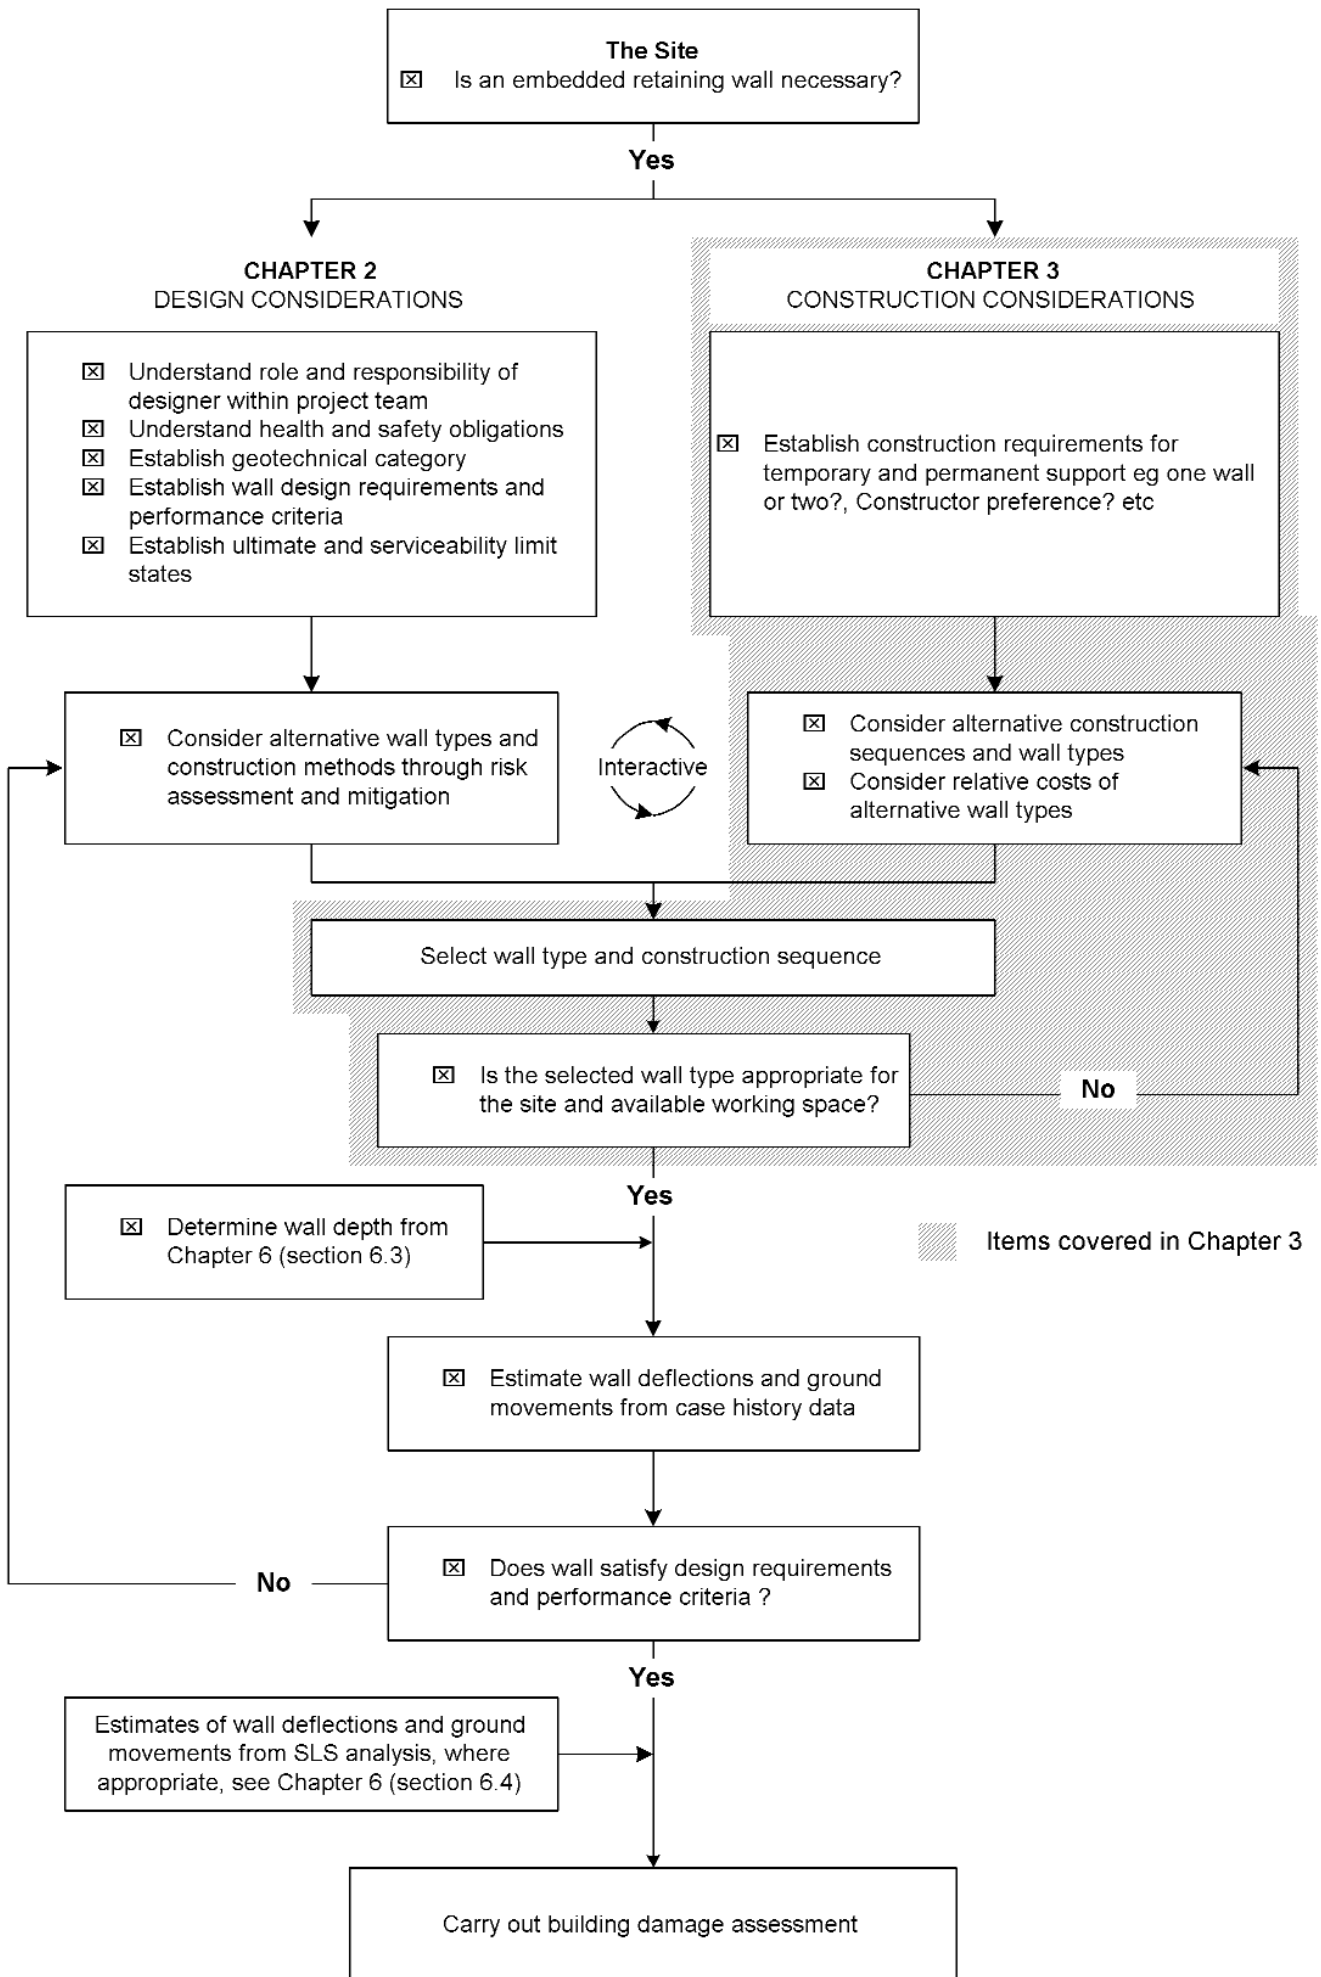 The Site
Is an embedded retaining wall necessary?
Yes
CHAPTER 2
DESIGN CONSIDERATIONS
CHAPTER 3
CONSTRUCTION CONSIDERATIONS
Understand role and responsibility of
designer within project team
Understand health and safety obligations
Establish geotechnical category
Establish wall design requirements and
performance criteria
Establish ultimate and serviceability limit
states
Establish construction requirements for
temporary and permanent support eg one wall
or two?, Constructor preference? etc
Consider alternative wall types and
construction methods through risk
assessment and mitigation
Interactive
Consider alternative construction
sequences and wall types
Consider relative costs of
alternative wall types
Select wall type and construction sequence
Is the selected wall type appropriate for
the site and available working space?
No
Yes
Determine wall depth from
Chapter 6 (section 6.3)
Items covered in Chapter 3
Estimate wall deflections and ground
movements from case history data
Does wall satisfy design requirements
and performance criteria ?
No
Yes
Estimates of wall deflections and ground
movements from SLS analysis, where
appropriate, see Chapter 6 (section 6.4)
Carry out building damage assessment